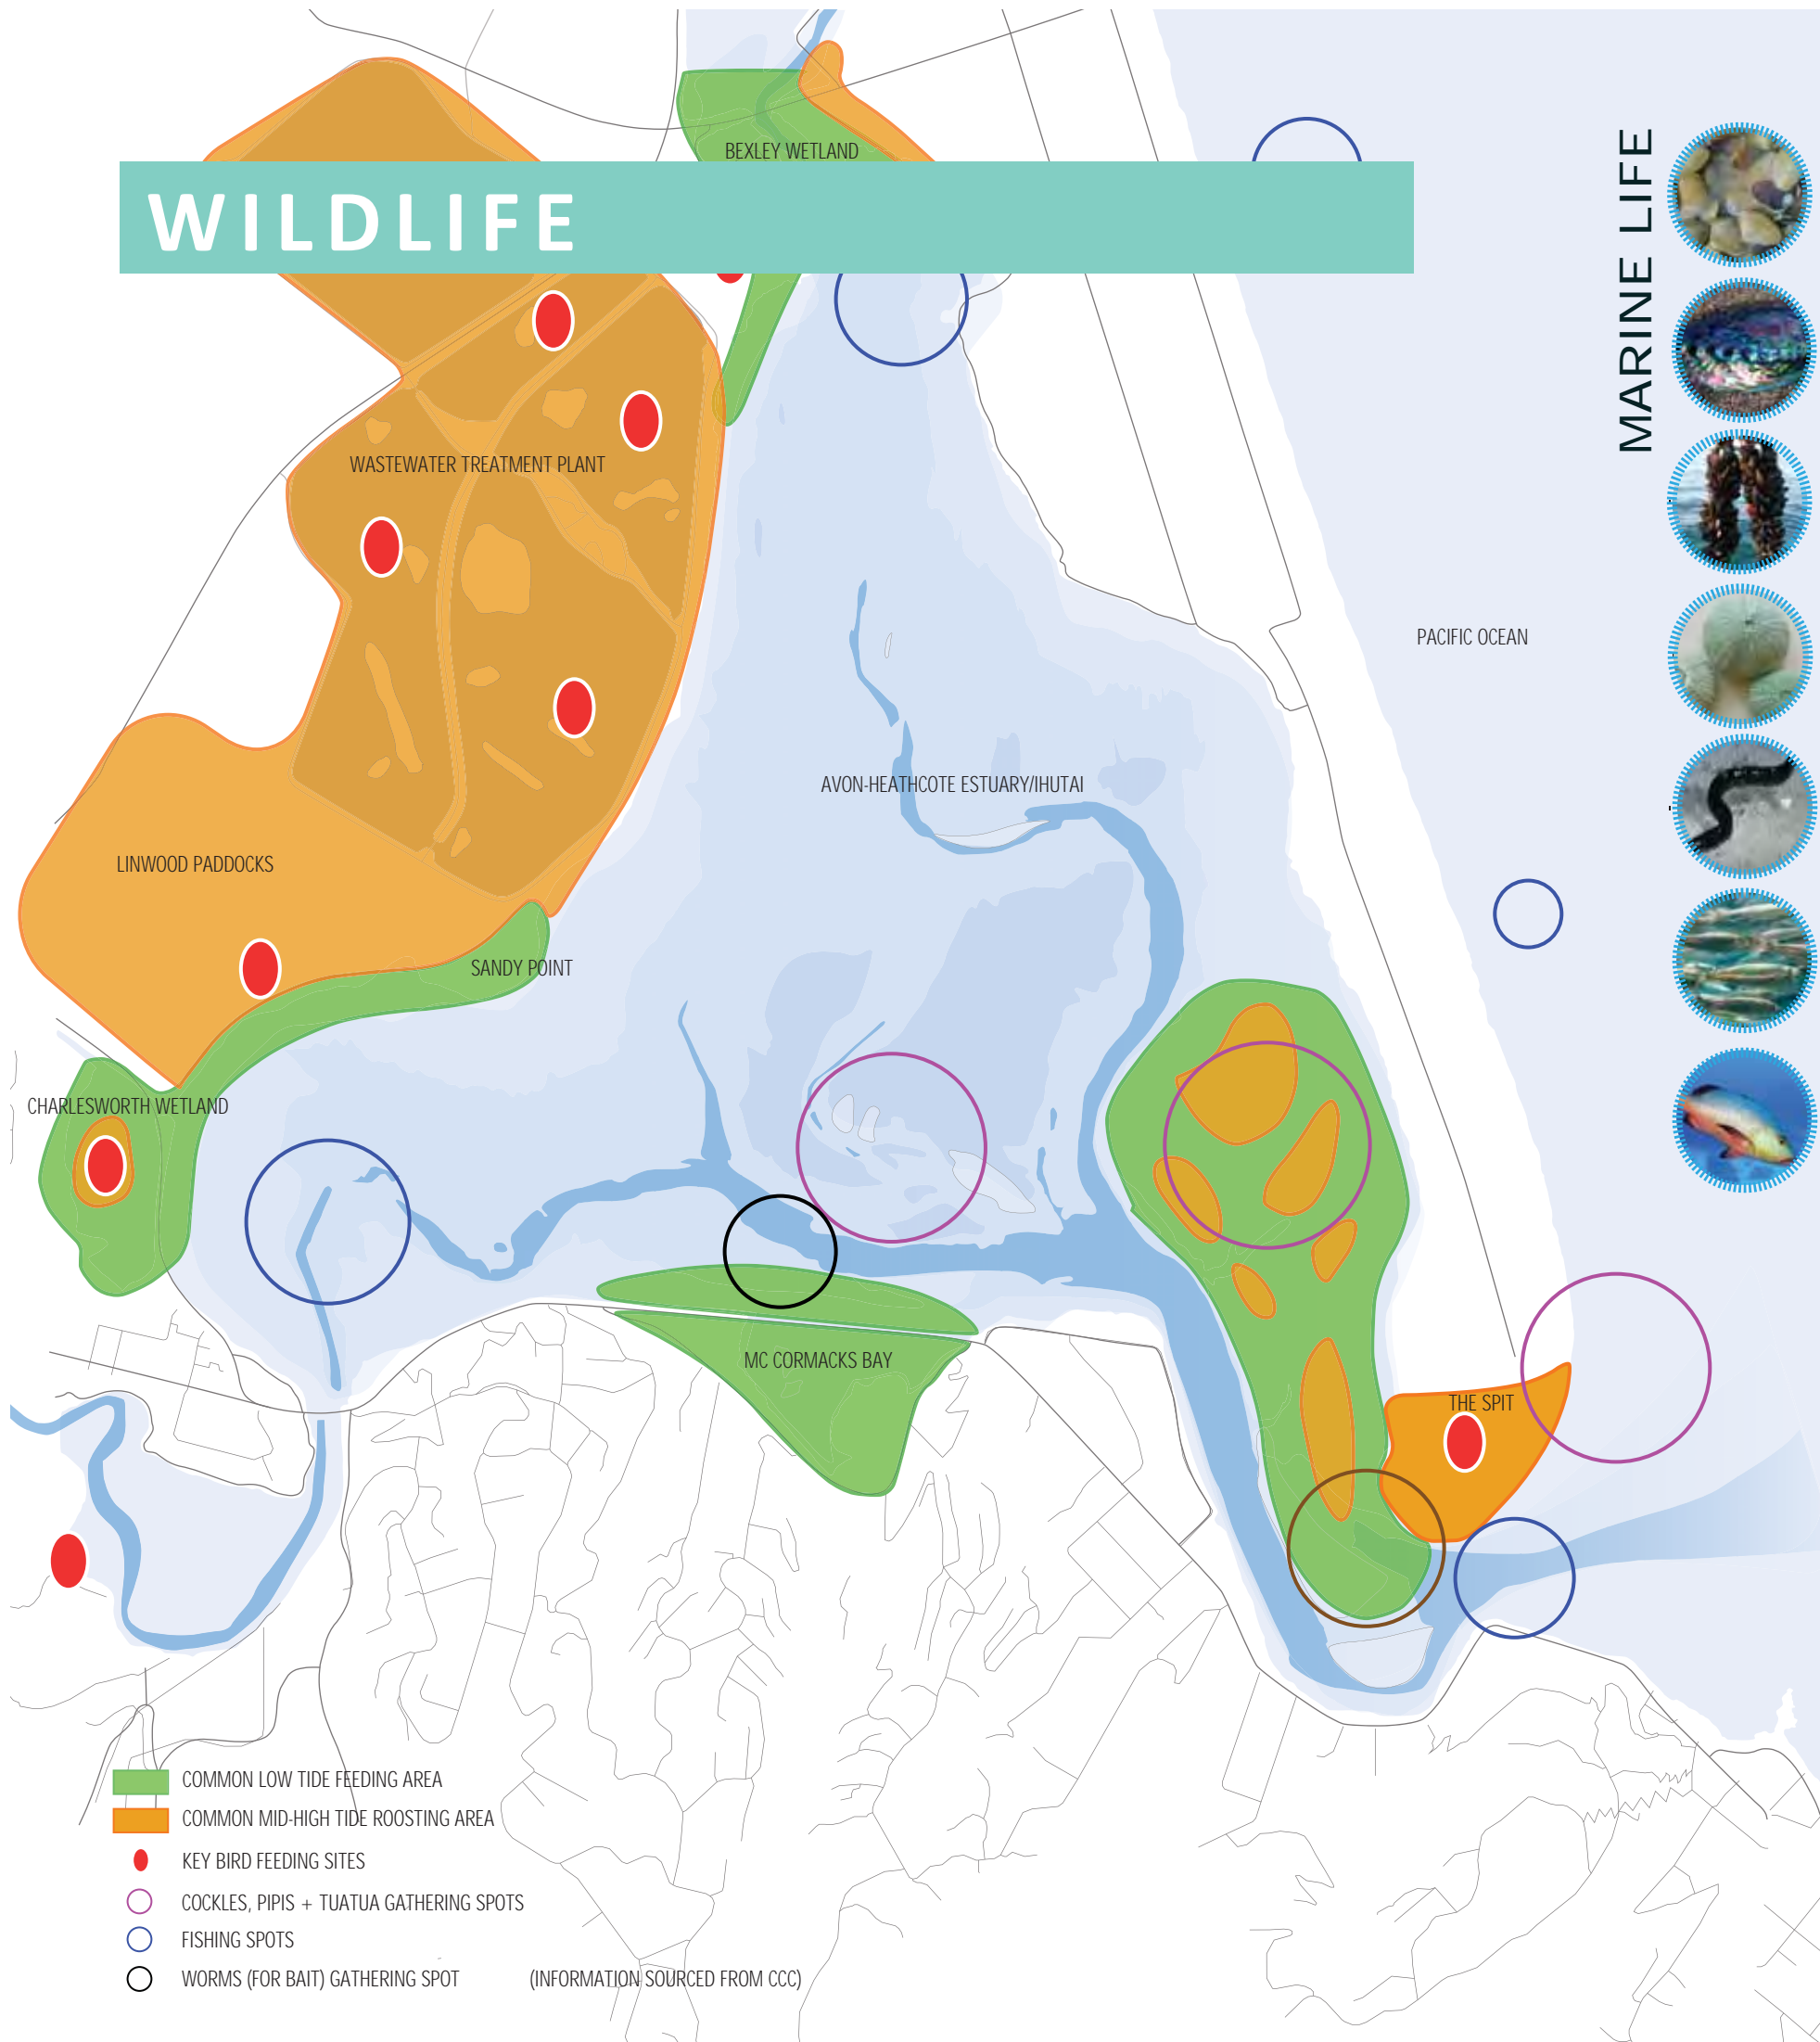 BEXLEY WETLAND
WILDLIFE
MARINE LIFE
WASTEWATER TREATMENT PLANT
PACIFIC OCEAN
AVON-HEATHCOTE ESTUARY/IHUTAI
LINWOOD PADDOCKS
SANDY POINT
CHARLESWORTH WETLAND
MC CORMACKS BAY
THE SPIT
COMMON LOW TIDE FEEDING AREA
COMMON MID-HIGH TIDE ROOSTING AREA
KEY BIRD FEEDING SITES
COCKLES, PIPIS + TUATUA GATHERING SPOTS
FISHING SPOTS
WORMS (FOR BAIT) GATHERING SPOT (INFORMATION SOURCED FROM CCC)